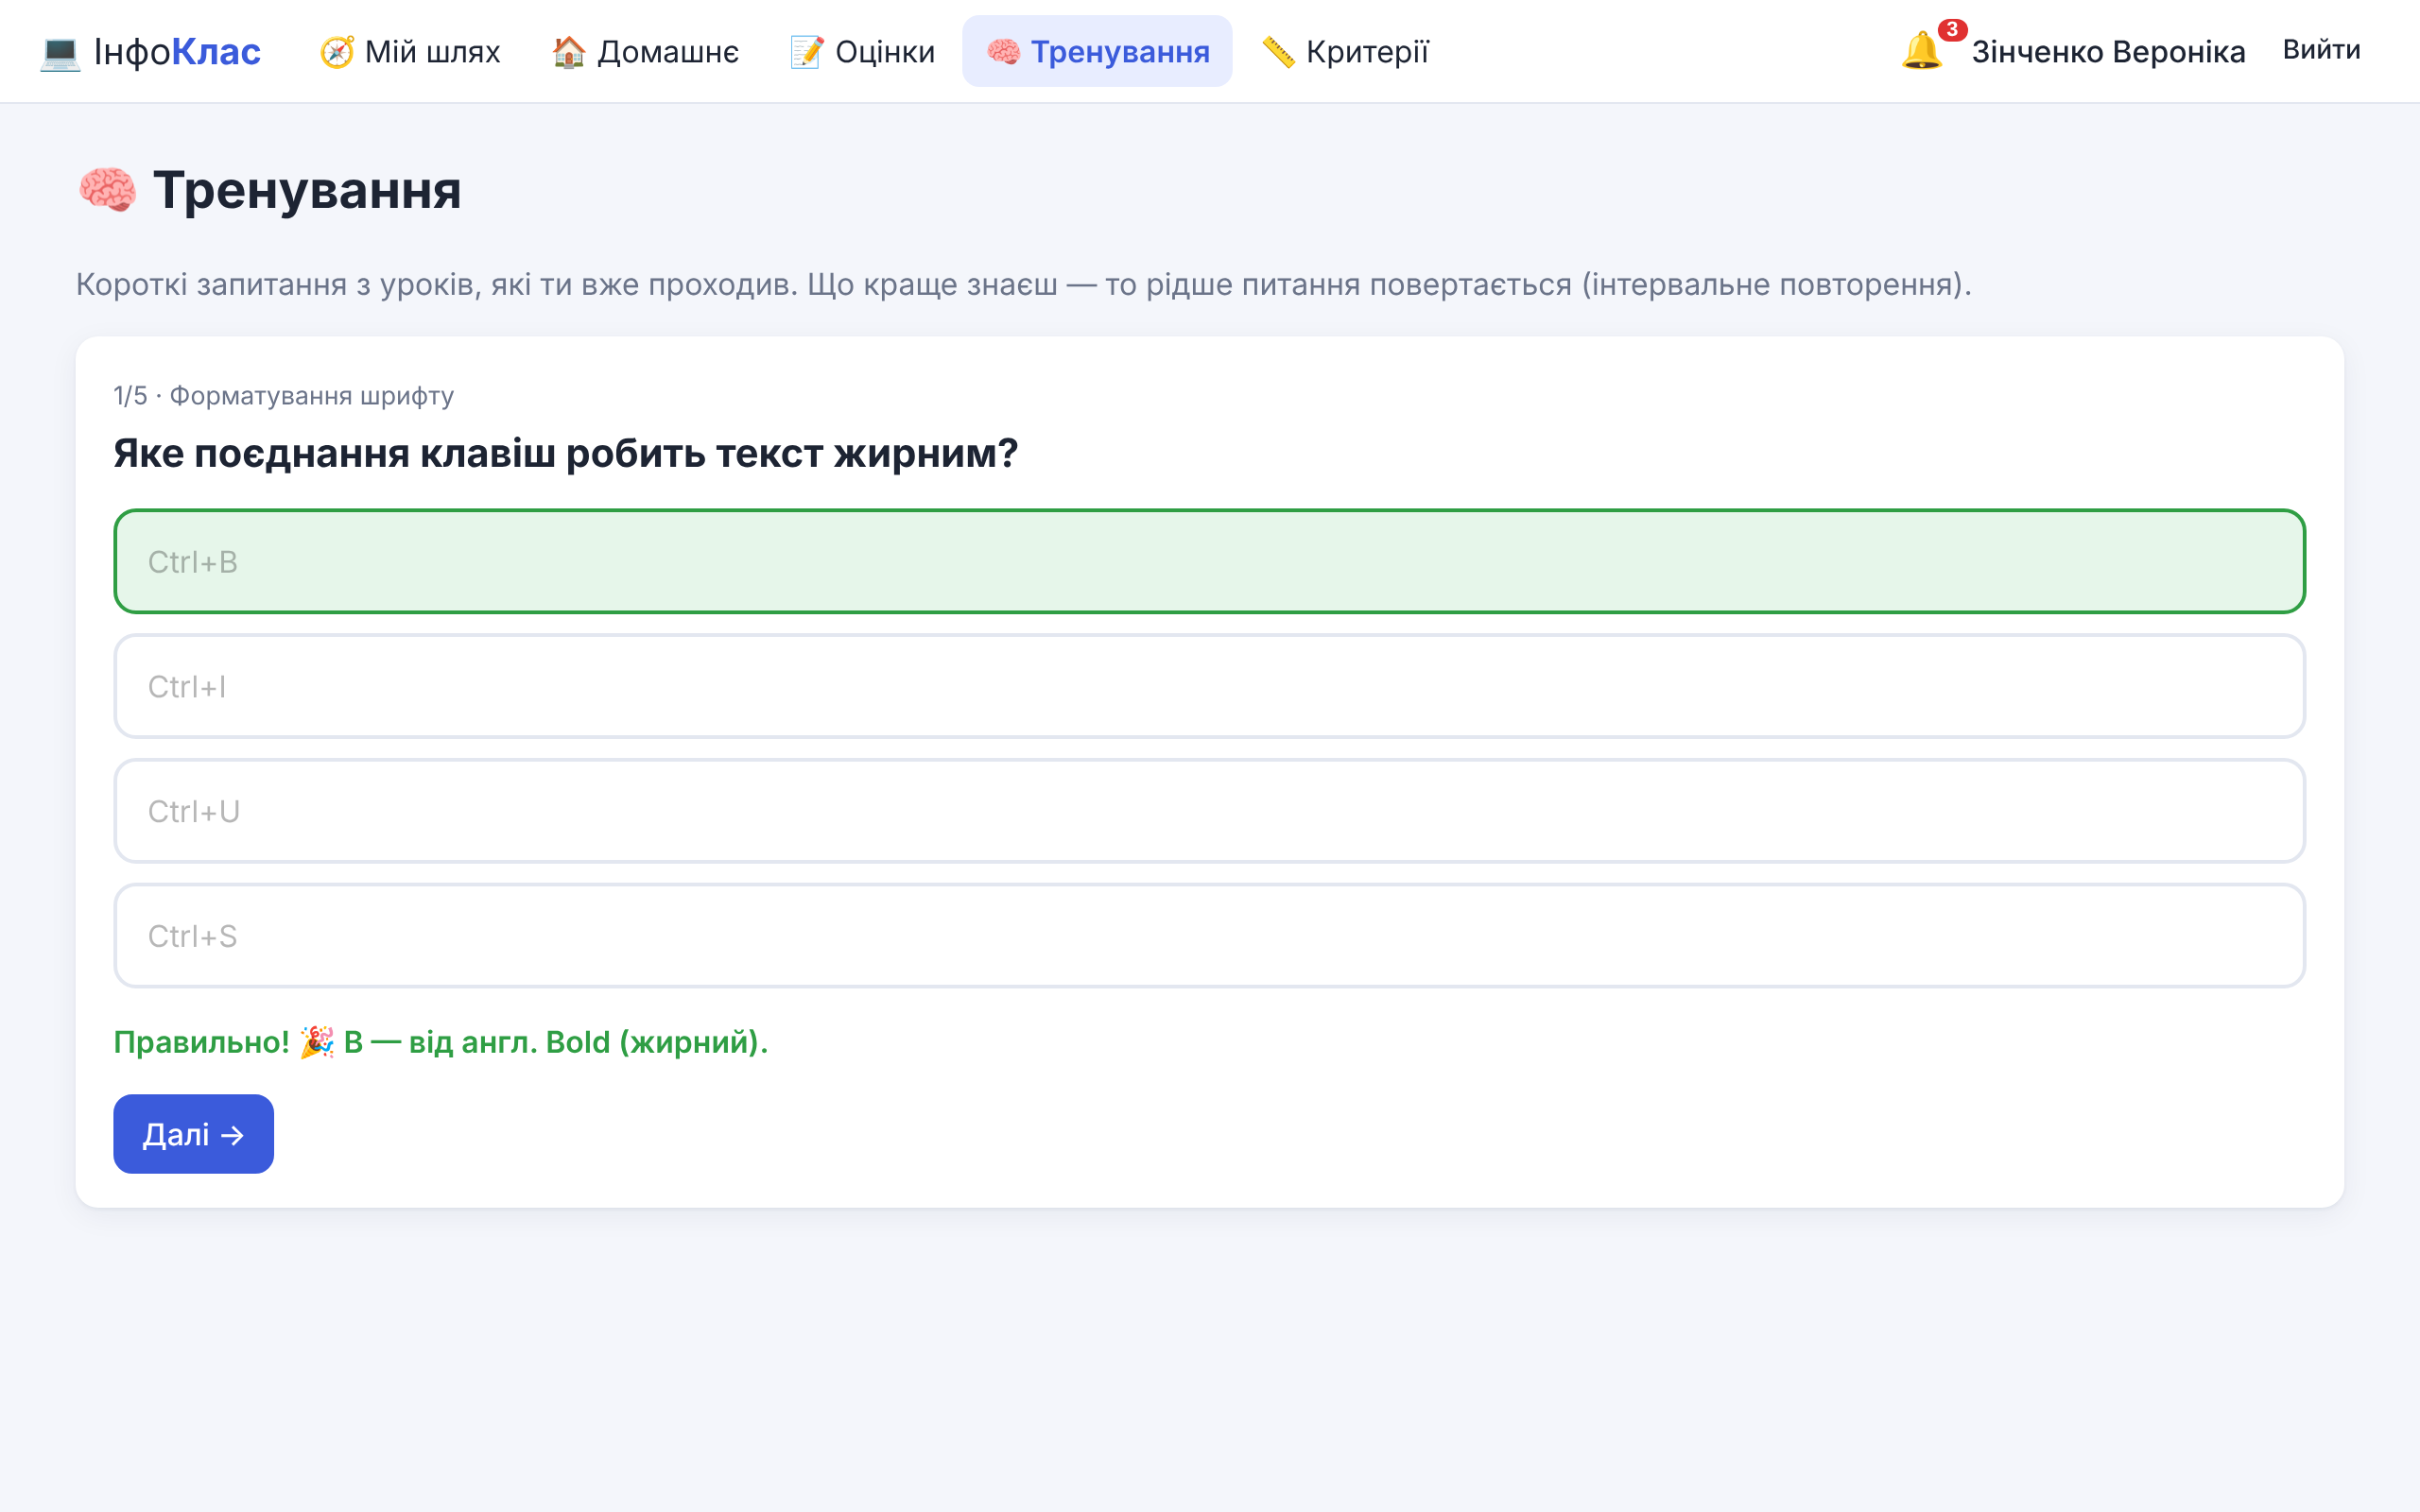 💻 ІнфоКлас 🧭 Мій шлях 🏠 Домашнє 📝 Оцінки 🧠 Тренування 📏 Критерії 🔔 3 Зінченко Вероніка Вийти
🧠 Тренування
Короткі запитання з уроків, які ти вже проходив. Що краще знаєш — то рідше питання повертається (інтервальне повторення).
1/5 · Форматування шрифту
Яке поєднання клавіш робить текст жирним?
Ctrl+B
Ctrl+I
Ctrl+U
Ctrl+S
Правильно! 🎉 B — від англ. Bold (жирний).
Далі →